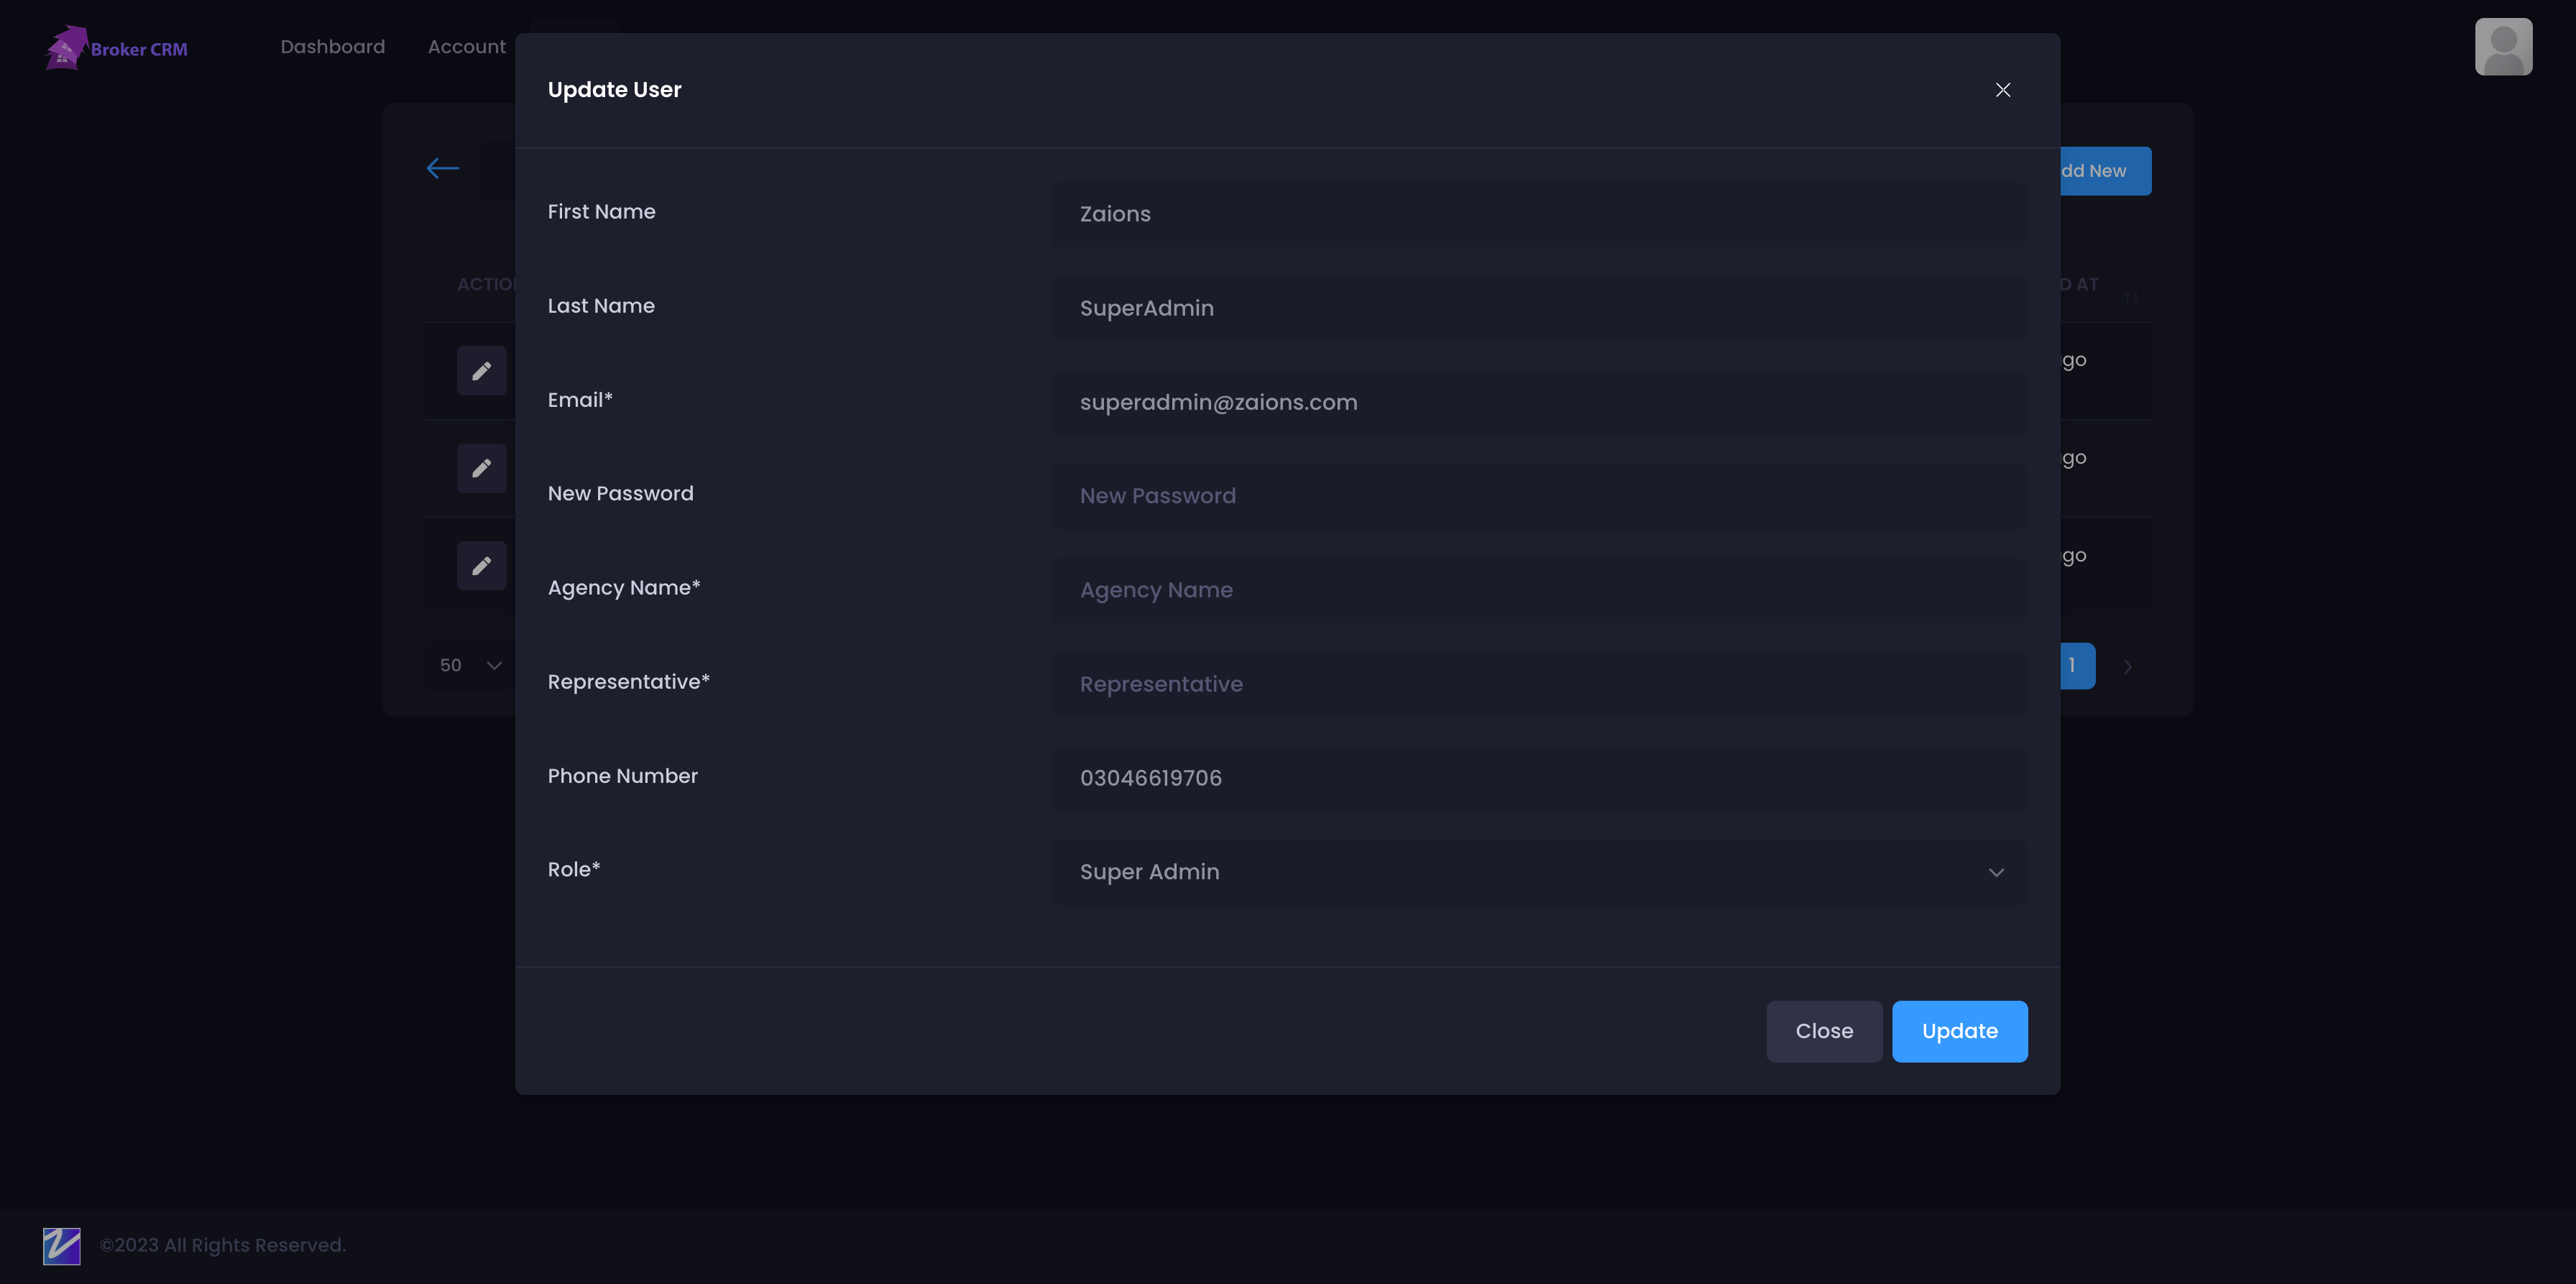 Broker CRM
Dashboard
Account
Update User
dd New
First Name
Zaions
Last Name
SuperAdmin
Email*
superadmin@zaions.com
New Password
New Password
Agency Name*
Agency Name
Representative*
Representative
Phone Number
03046619706
Role*
Super Admin
ACTIO
D AT
go
go
go
50
1
Close
Update
©2023 All Rights Reserved.